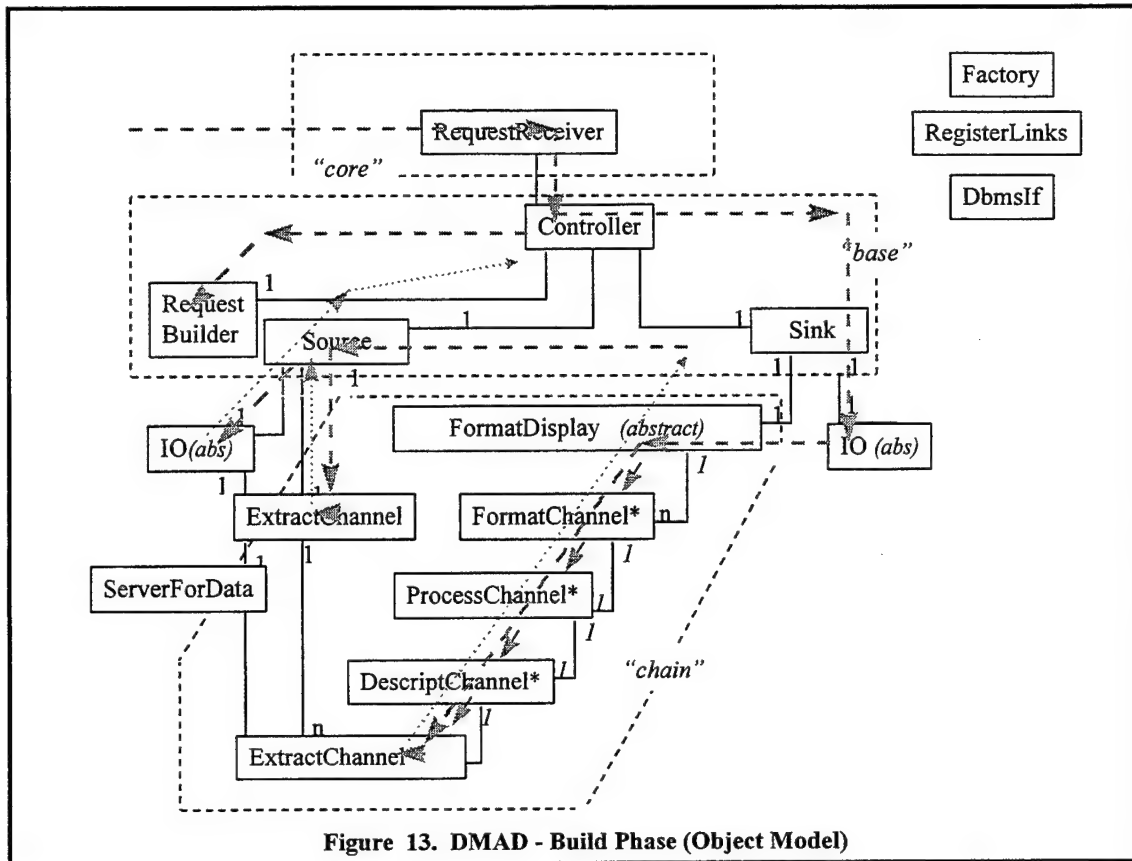 Factory
RequestReceiver
RegisterLinks
"core"
DbmsIf
Controller
"base"
1
Request
Builder
1
1
Sink
Source
1
1
1
1
1
1
FormatDisplay (abstract)
IO(abs)
IO (abs)
1
1
1
ExtractChannel
FormatChannel*
n
1
1
1
ServerForData
ProcessChannel*
1
1
DescriptChannel*
1
"chain"
n
1
ExtractChannel
Figure 13. DMAD - Build Phase (Object Model)